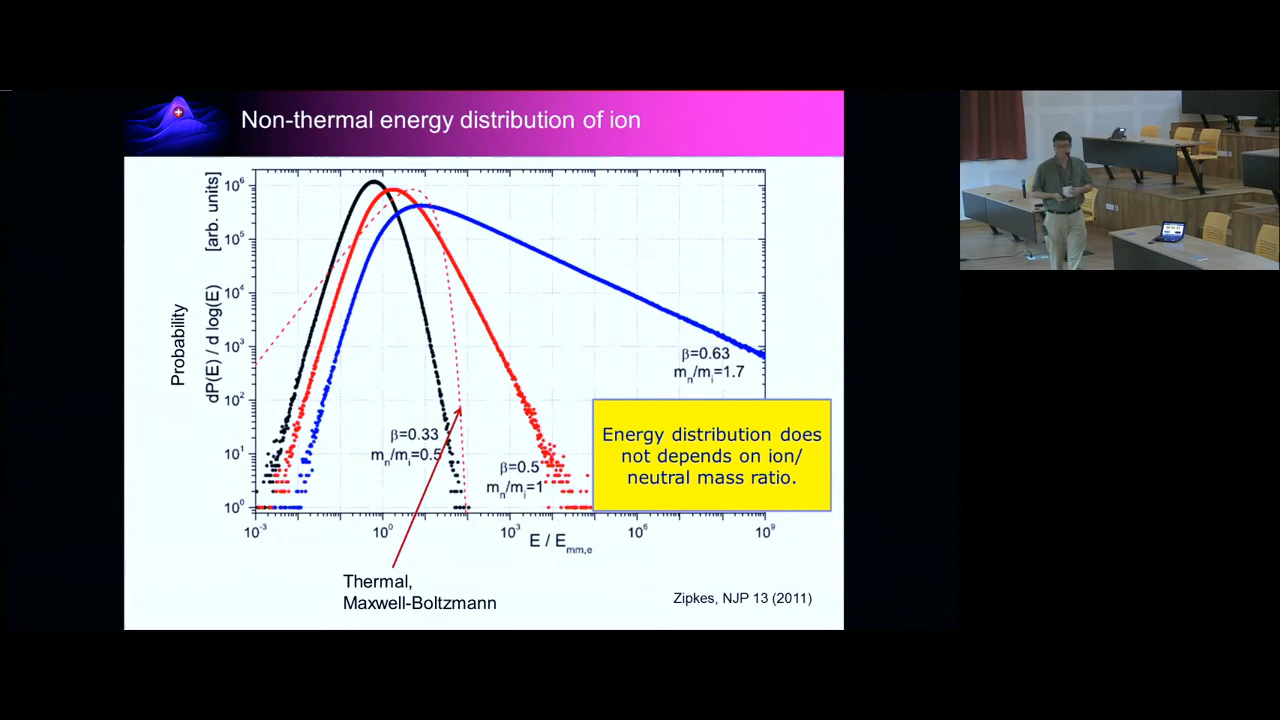 Non-thermal energy distribution of ion
Probability
dP(E) / d log(E) [arb. units]
10⁶
10⁵
10⁴
10³
10²
10¹
10⁰
10⁻³
10⁰
10³
10⁶
10⁹
E / Emm,e
β=0.63
mn/mi=1.7
β=0.33
mn/mi=0.5
β=0.5
mn/mi=1
Energy distribution does
not depends on ion/
neutral mass ratio.
Thermal,
Maxwell-Boltzmann
Zipkes, NJP 13 (2011)